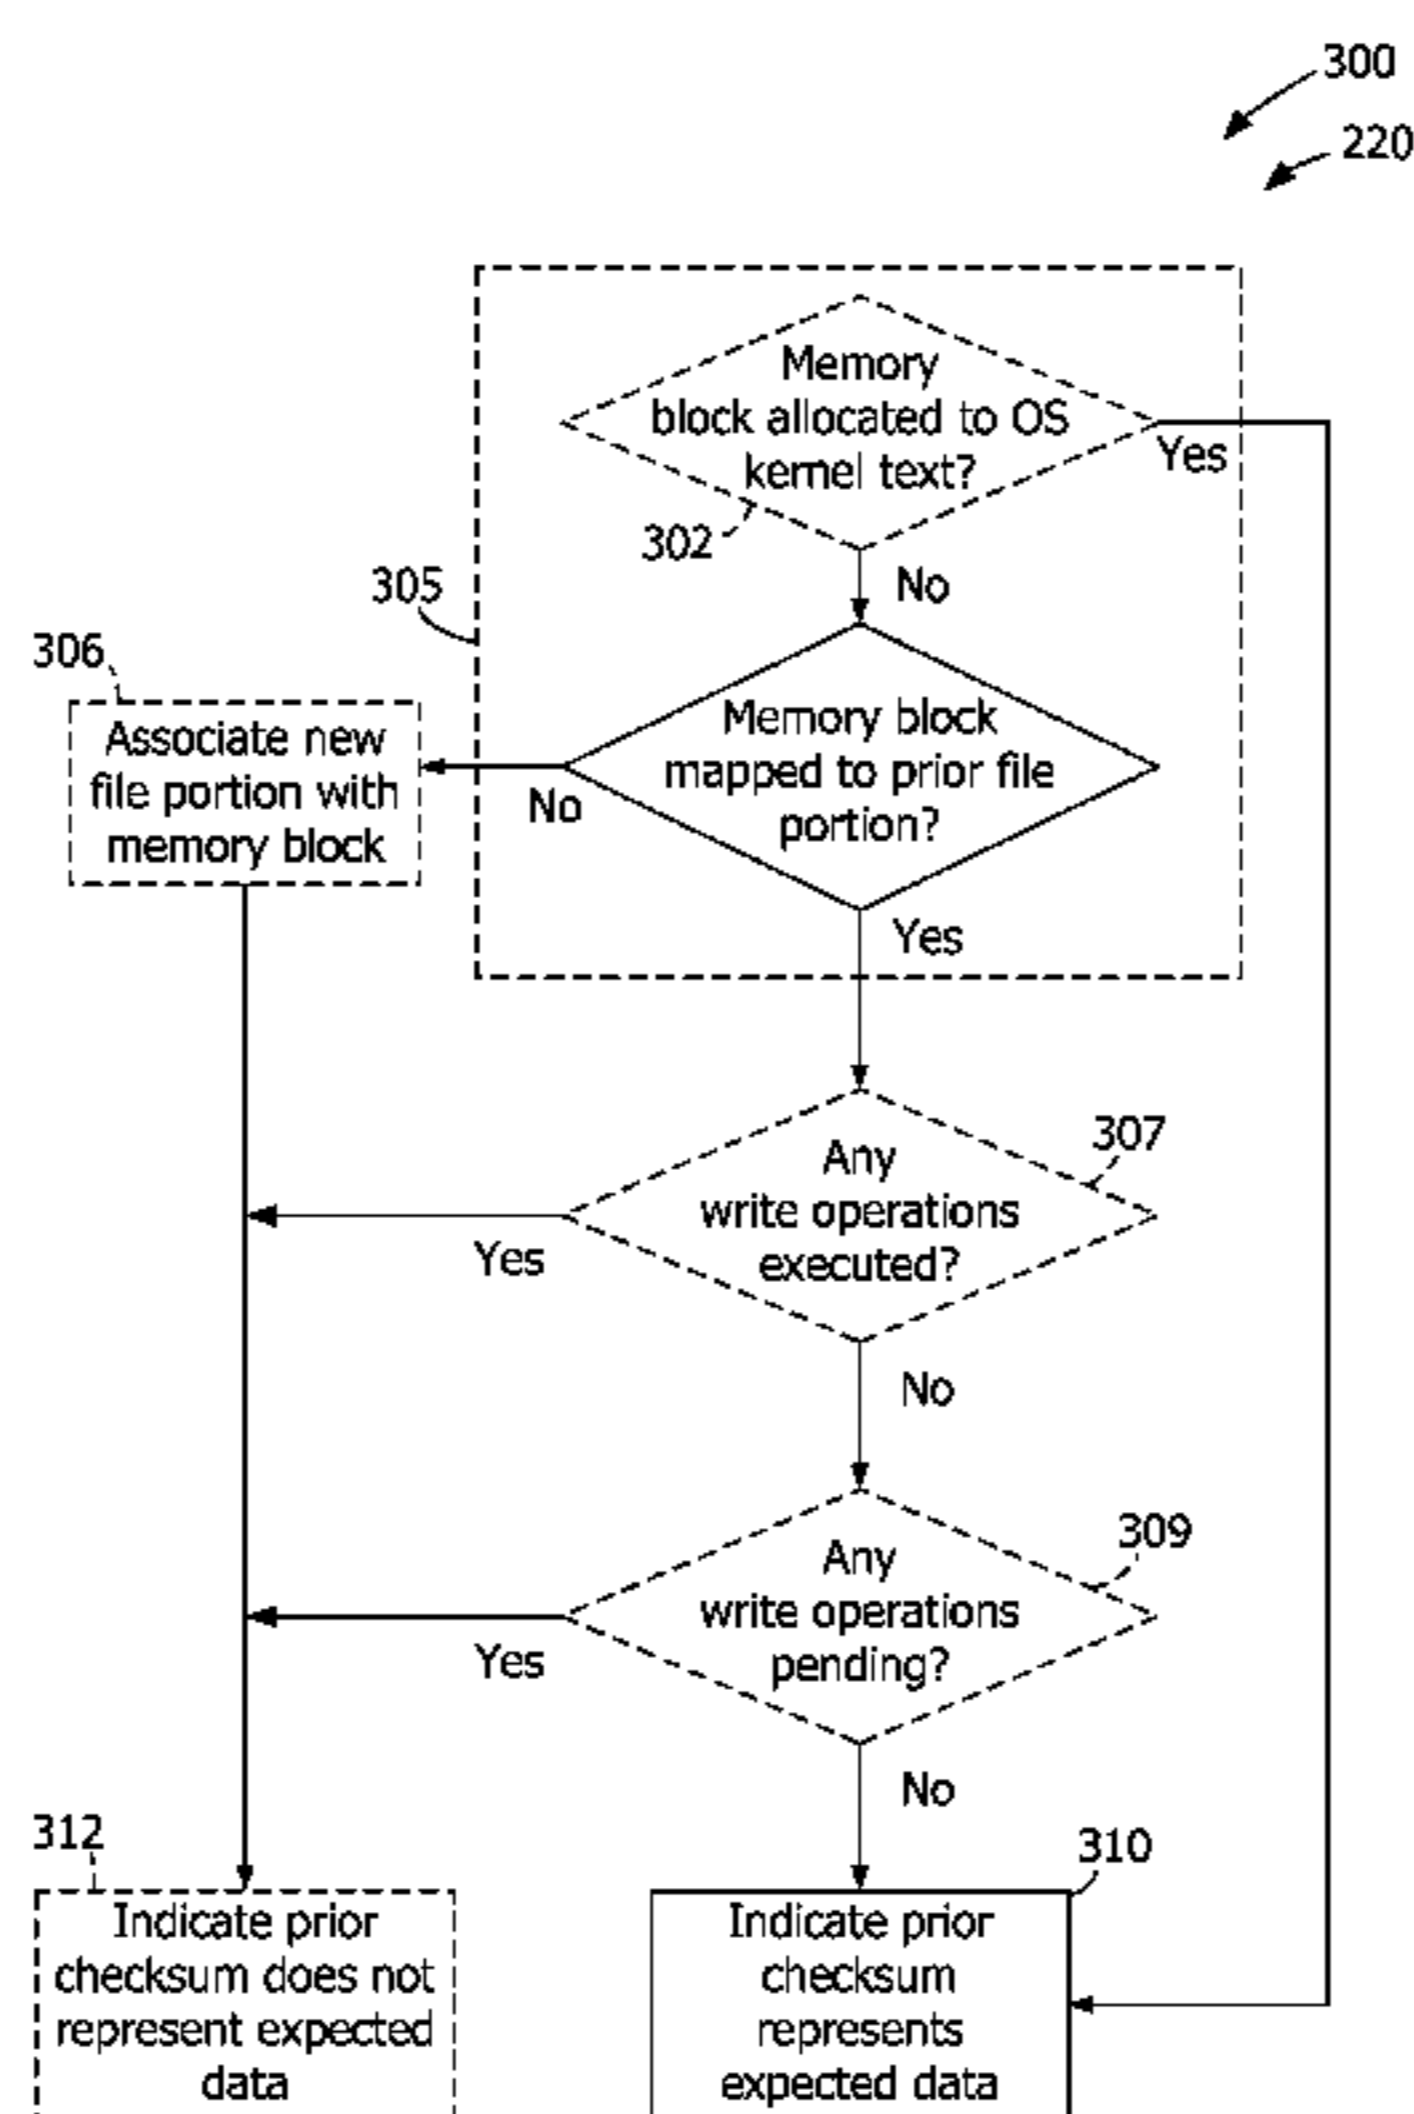 300
220
Memory
block allocated to OS
kernel text?
Yes
302
No
305
306
Associate new
file portion with
memory block
Memory block
mapped to prior file
portion?
No
Yes
307
Any
write operations
executed?
Yes
No
309
Any
write operations
pending?
Yes
No
312
310
Indicate prior
checksum does not
represent expected
data
Indicate prior
checksum
represents
expected data